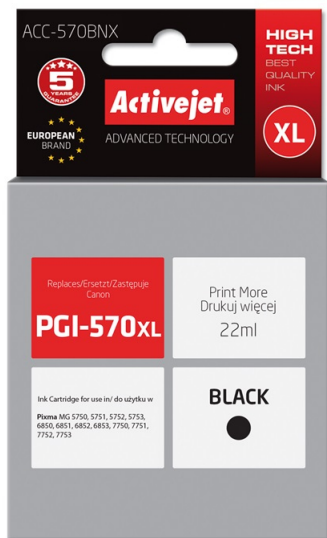 ACC-570BNX
HIGH
TECH
BEST
QUALITY
INK
5
YEARS
GUARANTEE
Activejet®
EUROPEAN
BRAND
ADVANCED TECHNOLOGY
XL
Replaces/Ersetzt/Zastępuje
Canon
PGI-570XL
Print More
Drukuj więcej
22ml
Ink Cartridge for use in/ do użytku w
Pixma MG 5750, 5751, 5752, 5753,
6850, 6851, 6852, 6853, 7750, 7751,
7752, 7753
BLACK